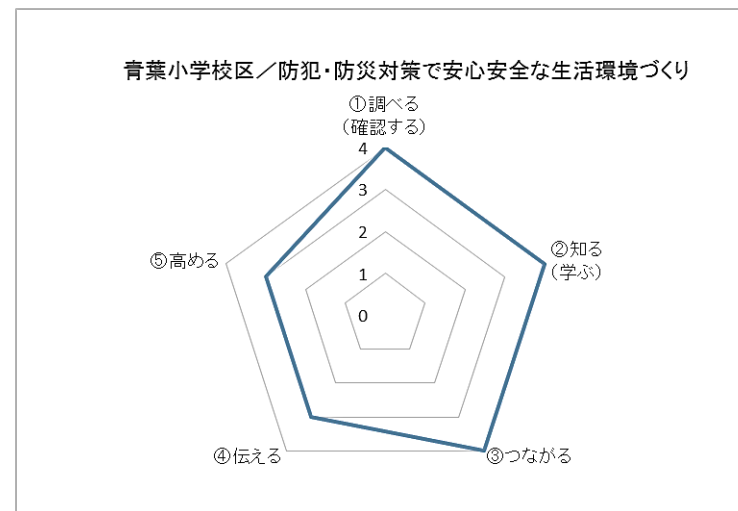 青葉小学校区／防犯・防災対策で安心安全な生活環境づくり
①調べる
（確認する）
4
3
2
1
0
②知る
（学ぶ）
⑤高める
④伝える
③つながる